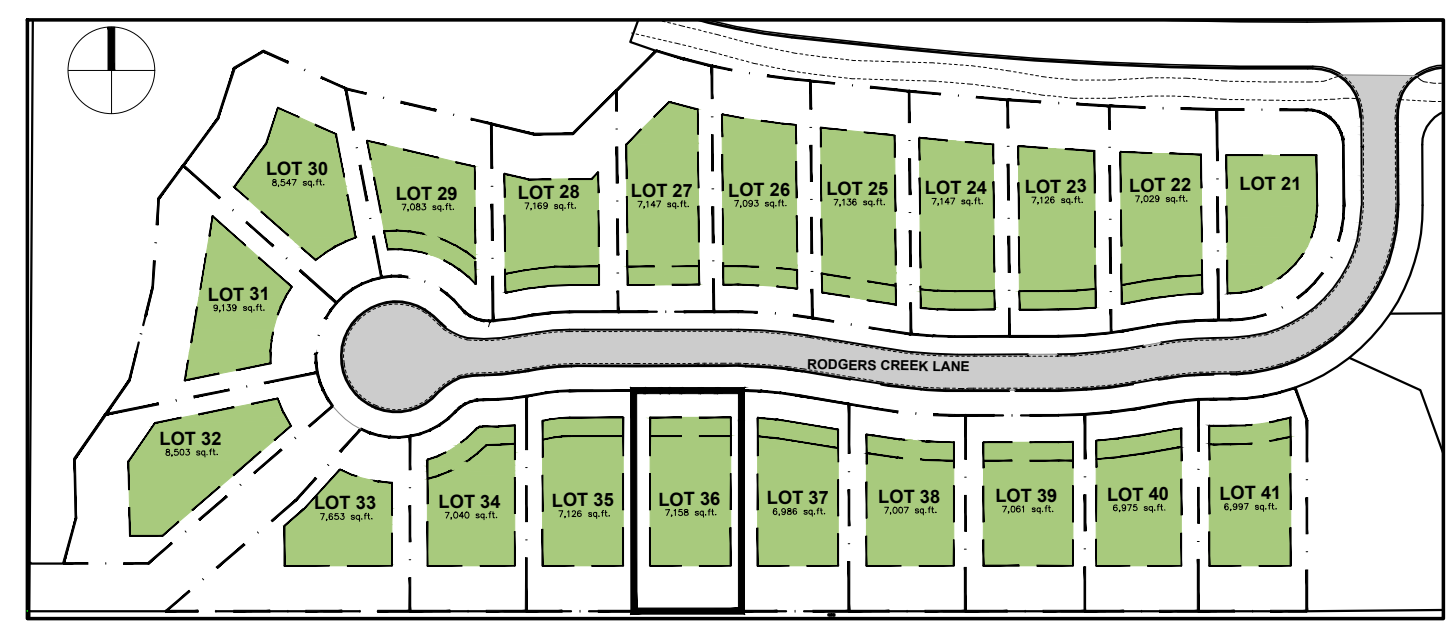 LOT 30
8,547 sq.ft.
LOT 29
7,083 sq.ft.
LOT 28
7,169 sq.ft.
LOT 27
7,147 sq.ft.
LOT 26
7,093 sq.ft.
LOT 25
7,136 sq.ft.
LOT 24
7,147 sq.ft.
LOT 23
7,126 sq.ft.
LOT 22
7,029 sq.ft.
LOT 21
LOT 31
9,139 sq.ft.
RODGERS CREEK LANE
LOT 32
8,503 sq.ft.
LOT 33
7,653 sq.ft.
LOT 34
7,040 sq.ft.
LOT 35
7,126 sq.ft.
LOT 36
7,158 sq.ft.
LOT 37
6,986 sq.ft.
LOT 38
7,007 sq.ft.
LOT 39
7,061 sq.ft.
LOT 40
6,975 sq.ft.
LOT 41
6,997 sq.ft.